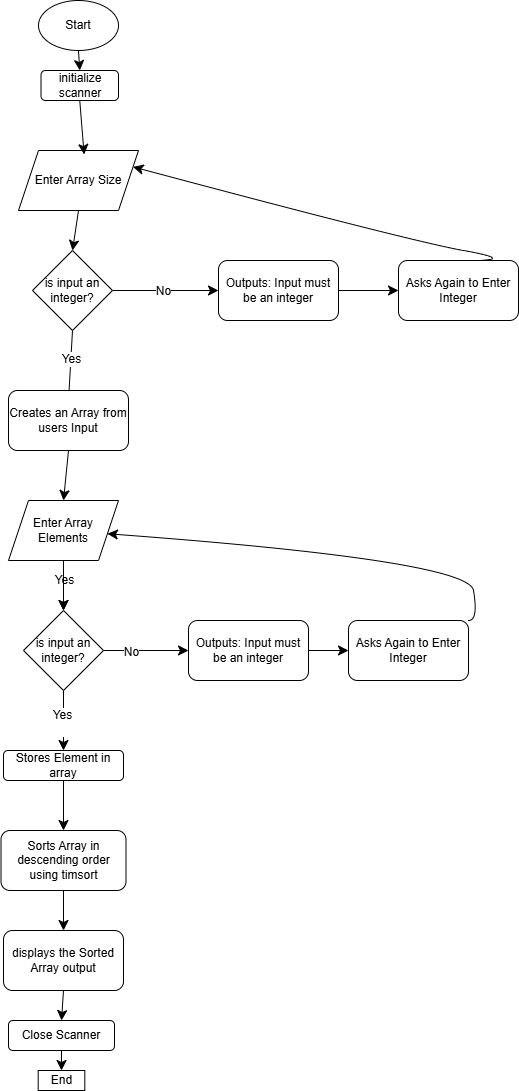 Start
initialize
scanner
Enter Array Size
is input an
integer?
No
Outputs: Input must
be an integer
Asks Again to Enter
Integer
Yes
Creates an Array from
users Input
Enter Array
Elements
Yes
is input an
integer?
No
Outputs: Input must
be an integer
Asks Again to Enter
Integer
Yes
Stores Element in
array
Sorts Array in
descending order
using timsort
displays the Sorted
Array output
Close Scanner
End